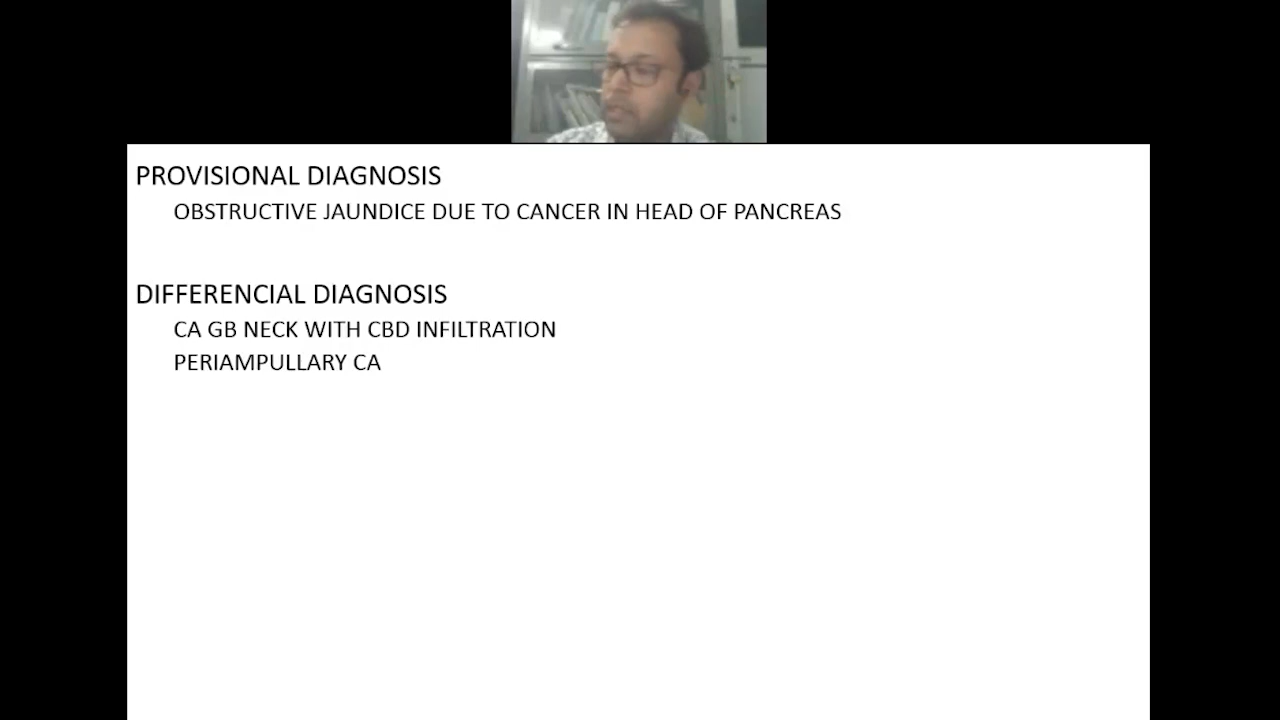 PROVISIONAL DIAGNOSIS
OBSTRUCTIVE JAUNDICE DUE TO CANCER IN HEAD OF PANCREAS
DIFFERENCIAL DIAGNOSIS
CA GB NECK WITH CBD INFILTRATION
PERIAMPULLARY CA